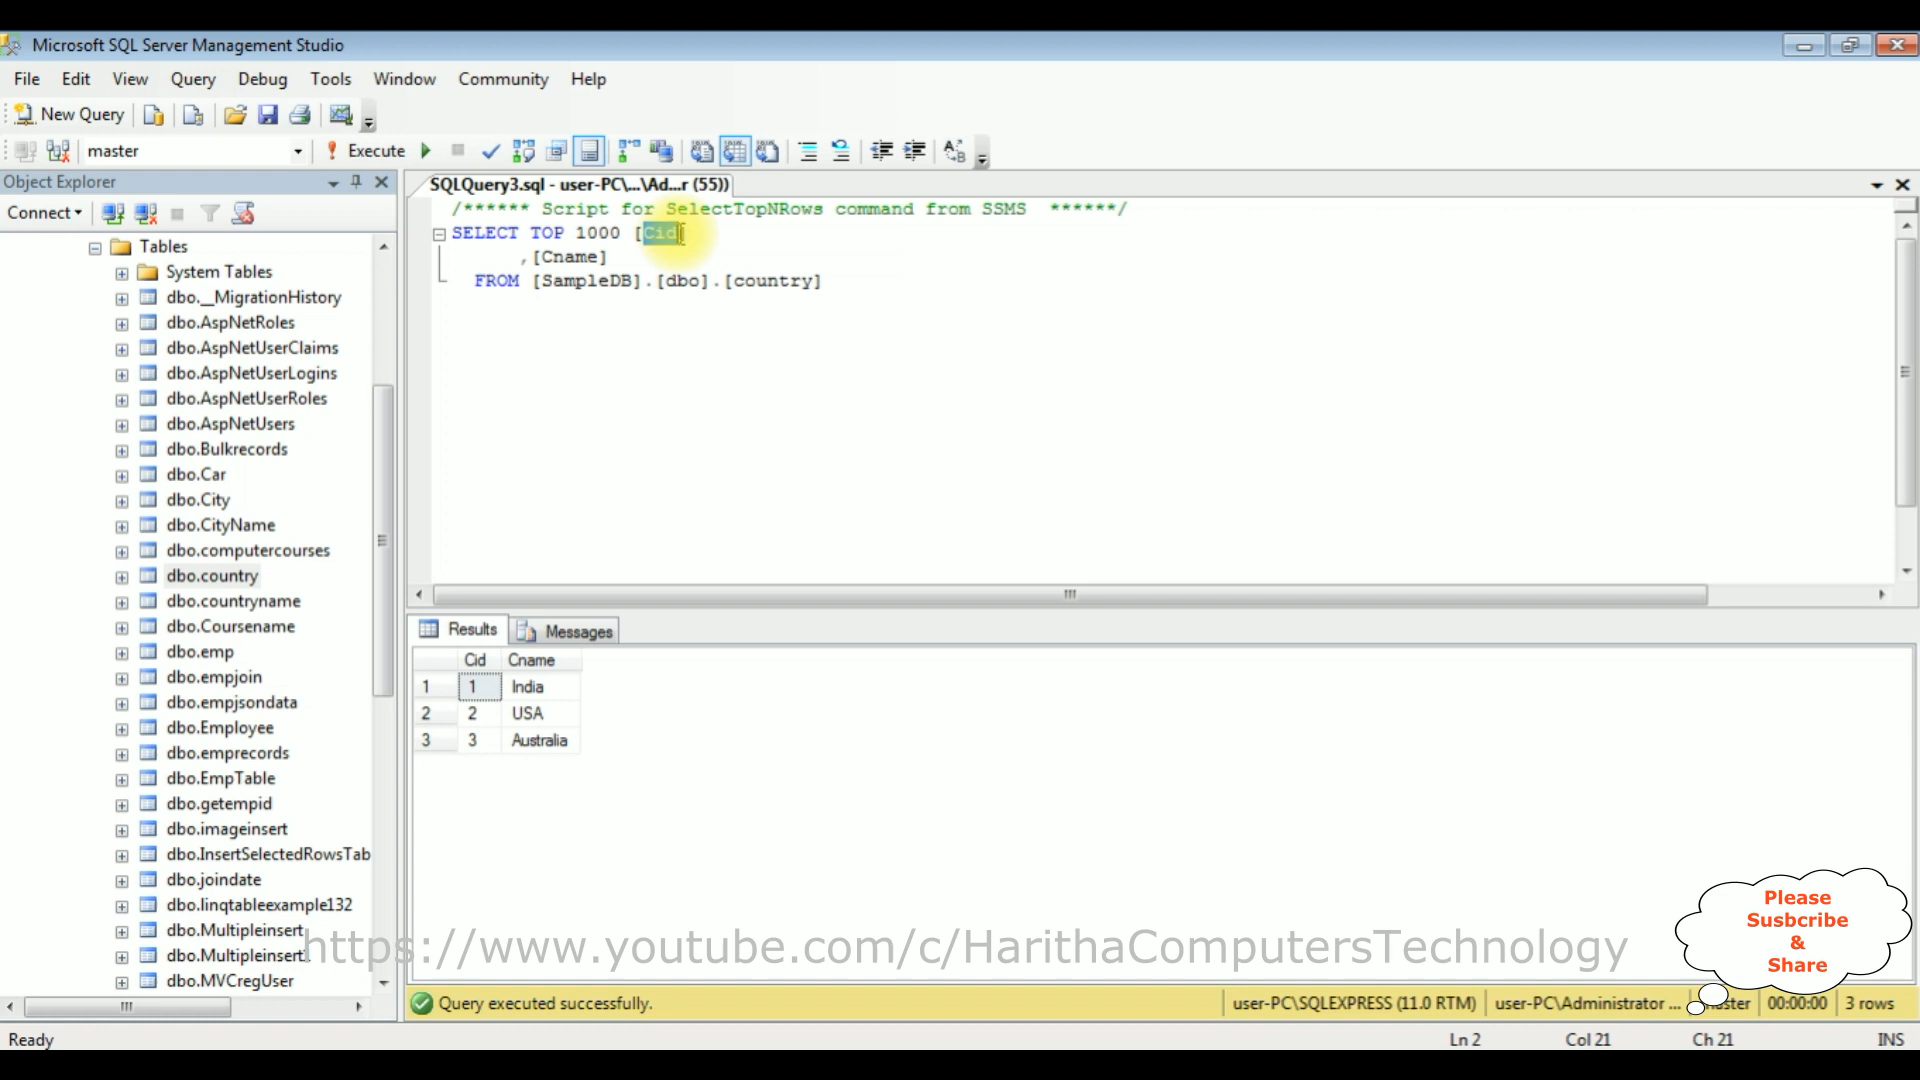 Microsoft SQL Server Management Studio
File Edit View Query Debug Tools Window Community Help
New Query
master Execute
Object Explorer
SQLQuery3.sql - user-PC\...\Ad...r (55))
Connect
/****** Script for SelectTopNRows command from SSMS ******/
SELECT TOP 1000 [Cid]
,[Cname]
FROM [SampleDB].[dbo].[country]
Tables
System Tables
dbo.__MigrationHistory
dbo.AspNetRoles
dbo.AspNetUserClaims
dbo.AspNetUserLogins
dbo.AspNetUserRoles
dbo.AspNetUsers
dbo.Bulkrecords
dbo.Car
dbo.City
dbo.CityName
dbo.computercourses
dbo.country
dbo.countryname
dbo.Coursename
dbo.emp
dbo.empjoin
dbo.empjsondata
dbo.Employee
dbo.emprecords
dbo.EmpTable
dbo.getempid
dbo.imageinsert
dbo.InsertSelectedRowsTab
dbo.joindate
dbo.linqtableexample132
dbo.Multipleinsert
dbo.Multipleinsert
dbo.MVCregUser
Results Messages
Cid Cname
1 1 India
2 2 USA
3 3 Australia
https://www.youtube.com/c/HarithaComputersTechnology
Please
Susbcribe
&
Share
Query executed successfully.
user-PC\SQLEXPRESS (11.0 RTM) user-PC\Administrator ... 00:00:00 3 rows
Ready Ln 2 Col 21 Ch 21 INS